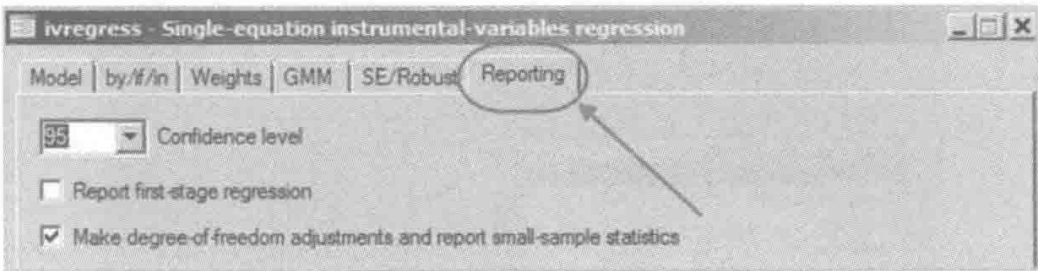 ivregress - Single-equation instrumental-variables regression
Model by/if/in Weights GMM SE/Robust Reporting
95 Confidence level
Report first-stage regression
Make degree-of-freedom adjustments and report small-sample statistics